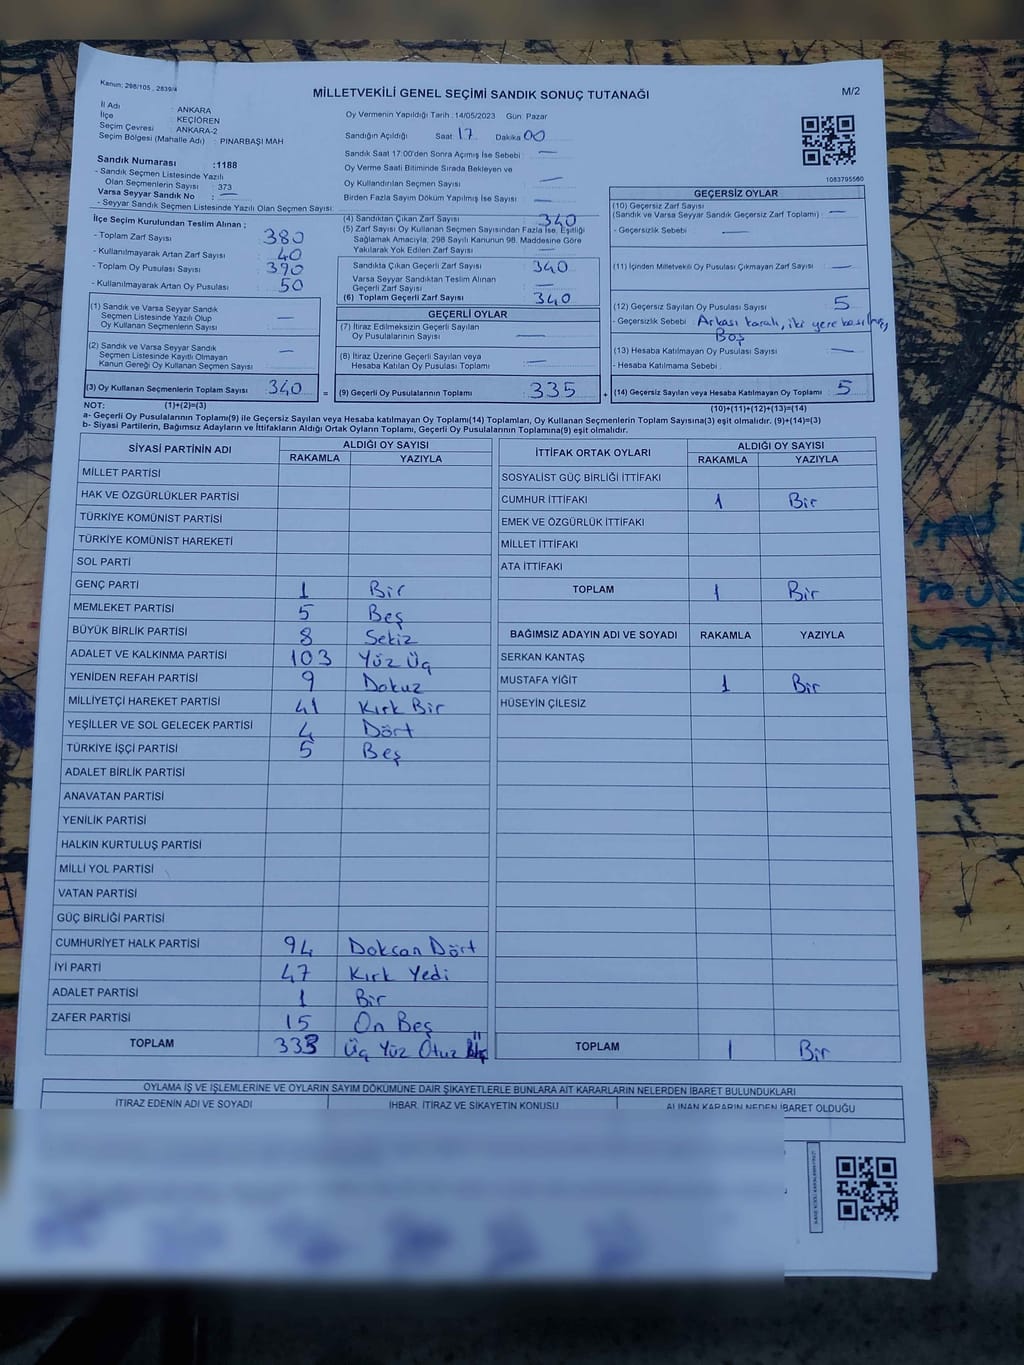 Kanun; 298/105 , 2839/4
MİLLETVEKİLİ GENEL SEÇİMİ SANDIK SONUÇ TUTANAĞI
M/2
İl Adı : ANKARA
İlçe : KEÇİÖREN
Seçim Çevresi : ANKARA-2
Seçim Bölgesi (Mahalle Adı) : PINARBAŞI MAH
Sandık Numarası :1188
- Sandık Seçmen Listesinde Yazılı
Olan Seçmenlerin Sayısı : 373
Varsa Seyyar Sandık No : —
- Seyyar Sandık Seçmen Listesinde Yazılı Olan Seçmen Sayısı:
Oy Vermenin Yapıldığı Tarih : 14/05/2023 Gün: Pazar
Sandığın Açıldığı Saat 17 Dakika 00
Sandık Saat 17:00'den Sonra Açımış İse Sebebi : —
Oy Verme Saati Bitiminde Sırada Bekleyen ve
Oy Kullandırılan Seçmen Sayısı : —
Birden Fazla Sayım Döküm Yapılmış İse Sayısı : —
1083795560
İlçe Seçim Kurulundan Teslim Alınan ;
- Toplam Zarf Sayısı : 380
- Kullanılmayarak Artan Zarf Sayısı : 40
- Toplam Oy Pusulası Sayısı : 390
- Kullanılmayarak Artan Oy Pusulası : 50
(1) Sandık ve Varsa Seyyar Sandık
Seçmen Listesinde Yazılı Olup
Oy Kullanan Seçmenlerin Sayısı : —
(2) Sandık ve Varsa Seyyar Sandık
Seçmen Listesinde Kayıtlı Olmayan
Kanun Gereği Oy Kullanan Seçmen Sayısı : —
(3) Oy Kullanan Seçmenlerin Toplam Sayısı 340 =
(4) Sandıktan Çıkan Zarf Sayısı : 340
(5) Zarf Sayısı Oy Kullanan Seçmen Sayısından Fazla İse, Eşitliği
Sağlamak Amacıyla; 298 Sayılı Kanunun 98. Maddesine Göre
Yakılarak Yok Edilen Zarf Sayısı : —
Sandıkta Çıkan Geçerli Zarf Sayısı : 340
Varsa Seyyar Sandıktan Teslim Alınan
Geçerli Zarf Sayısı : —
(6) Toplam Geçerli Zarf Sayısı : 340
GEÇERLİ OYLAR
(7) İtiraz Edilmeksizin Geçerli Sayılan
Oy Pusulalarının Sayısı : —
(8) İtiraz Üzerine Geçerli Sayılan veya
Hesaba Katılan Oy Pusulası Toplamı : —
(9) Geçerli Oy Pusulalarının Toplamı : 335 +
GEÇERSİZ OYLAR
(10) Geçersiz Zarf Sayısı
(Sandık ve Varsa Seyyar Sandık Geçersiz Zarf Toplamı) : —
- Geçersizlik Sebebi : —
(11) İçinden Milletvekili Oy Pusulası Çıkmayan Zarf Sayısı : —
(12) Geçersiz Sayılan Oy Pusulası Sayısı : 5
- Geçersizlik Sebebi : Arkası karalı, iki yere basılmış,
Boş
(13) Hesaba Katılmayan Oy Pusulası Sayısı : —
- Hesaba Katılmama Sebebi :
(14) Geçersiz Sayılan veya Hesaba Katılmayan Oy Toplamı : 5
NOT: (1)+(2)=(3)
(10)+(11)+(12)+(13)=(14)
a- Geçerli Oy Pusulalarının Toplamı(9) ile Geçersiz Sayılan veya Hesaba katılmayan Oy Toplamı(14) Toplamları, Oy Kullanan Seçmenlerin Toplam Sayısına(3) eşit olmalıdır. (9)+(14)=(3)
b- Siyasi Partilerin, Bağımsız Adayların ve İttifakların Aldığı Ortak Oyların Toplamı, Geçerli Oy Pusulalarının Toplamına(9) eşit olmalıdır.
SİYASİ PARTİNİN ADI ALDIĞI OY SAYISI
RAKAMLA YAZIYLA
MİLLET PARTİSİ
HAK VE ÖZGÜRLÜKLER PARTİSİ
TÜRKİYE KOMÜNİST PARTİSİ
TÜRKİYE KOMÜNİST HAREKETİ
SOL PARTİ
GENÇ PARTİ 1 Bir
MEMLEKET PARTİSİ 5 Beş
BÜYÜK BİRLİK PARTİSİ 8 Sekiz
ADALET VE KALKINMA PARTİSİ 103 Yüz Üç
YENİDEN REFAH PARTİSİ 9 Dokuz
MİLLİYETÇİ HAREKET PARTİSİ 41 Kırk Bir
YEŞİLLER VE SOL GELECEK PARTİSİ 4 Dört
TÜRKİYE İŞÇİ PARTİSİ 5 Beş
ADALET BİRLİK PARTİSİ
ANAVATAN PARTİSİ
YENİLİK PARTİSİ
HALKIN KURTULUŞ PARTİSİ
MİLLİ YOL PARTİSİ
VATAN PARTİSİ
GÜÇ BİRLİĞİ PARTİSİ
CUMHURİYET HALK PARTİSİ 94 Doksan Dört
İYİ PARTİ 47 Kırk Yedi
ADALET PARTİSİ 1 Bir
ZAFER PARTİSİ 15 On Beş
TOPLAM 333 Üç Yüz Otuz
İTTİFAK ORTAK OYLARI ALDIĞI OY SAYISI
RAKAMLA YAZIYLA
SOSYALİST GÜÇ BİRLİĞİ İTTİFAKI
CUMHUR İTTİFAKI 1 Bir
EMEK VE ÖZGÜRLÜK İTTİFAKI
MİLLET İTTİFAKI
ATA İTTİFAKI
TOPLAM 1 Bir
BAĞIMSIZ ADAYIN ADI VE SOYADI RAKAMLA YAZIYLA
SERKAN KANTAŞ
MUSTAFA YİĞİT 1 Bir
HÜSEYİN ÇİLESİZ
TOPLAM 1 Bir
OYLAMA İŞ VE İŞLEMLERİNE VE OYLARIN SAYIM DÖKÜMÜNE DAİR ŞİKAYETLERLE BUNLARA AİT KARARLARIN NELERDEN İBARET BULUNDUKLARI
İTİRAZ EDENİN ADI VE SOYADI İHBAR, İTİRAZ VE ŞİKAYETİN KONUSU ALINAN KARARIN NEDEN İBARET OLDUĞU